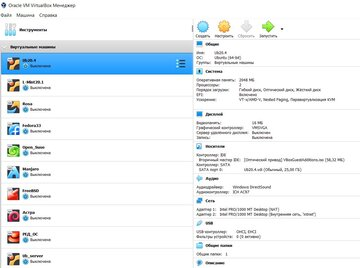 Oracle VM VirtualBox Менеджер
Файл Машина Справка
Инструменты
Создать Настроить Сбросить Запустить
Виртуальные машины
Ub20.4
Выключена
L-Mint20.1
Выключена
Rosa
Выключена
Fedora33
Выключена
Open_Suse
Выключена
Manjaro
Выключена
FreeBSD
Выключена
Астра
Выключена
РЕД_ОС
Выключена
lib_server
Выключена
Общие
Имя: Ub20.4
ОС: Ubuntu (64-bit)
Группы: Виртуальные машины
Система
Оперативная память: 2048 МБ
Процессоры: 2
Порядок загрузки: Гибкий диск, Оптический диск, Жёсткий диск
EFI: Включено
Ускорение: VT-x/AMD-V, Nested Paging, Паравиртуализация KVM
Дисплей
Видеопамять: 16 МБ
Графический контроллер: VMSVGA
Сервер удалённого дисплея: Выключен
Запись: Выключена
Носители
Контроллер: IDE
Вторичный мастер IDE: [Оптический привод] VBoxGuestAdditions.iso (58,32 МБ)
Контроллер: SATA
SATA порт 0: Ub20.4.vdi (Обычный, 25,00 ГБ)
Аудио
Аудиодрайвер: Windows DirectSound
Аудиоконтроллер: ICH AC97
Сеть
Адаптер 1: Intel PRO/1000 MT Desktop (NAT)
Адаптер 2: Intel PRO/1000 MT Desktop (Внутренняя сеть, 'intnet')
USB
USB-контроллер: OHCI, EHCI
Фильтры устройств: 0 (0 активно)
Общие папки
Общие папки: 1
Описание